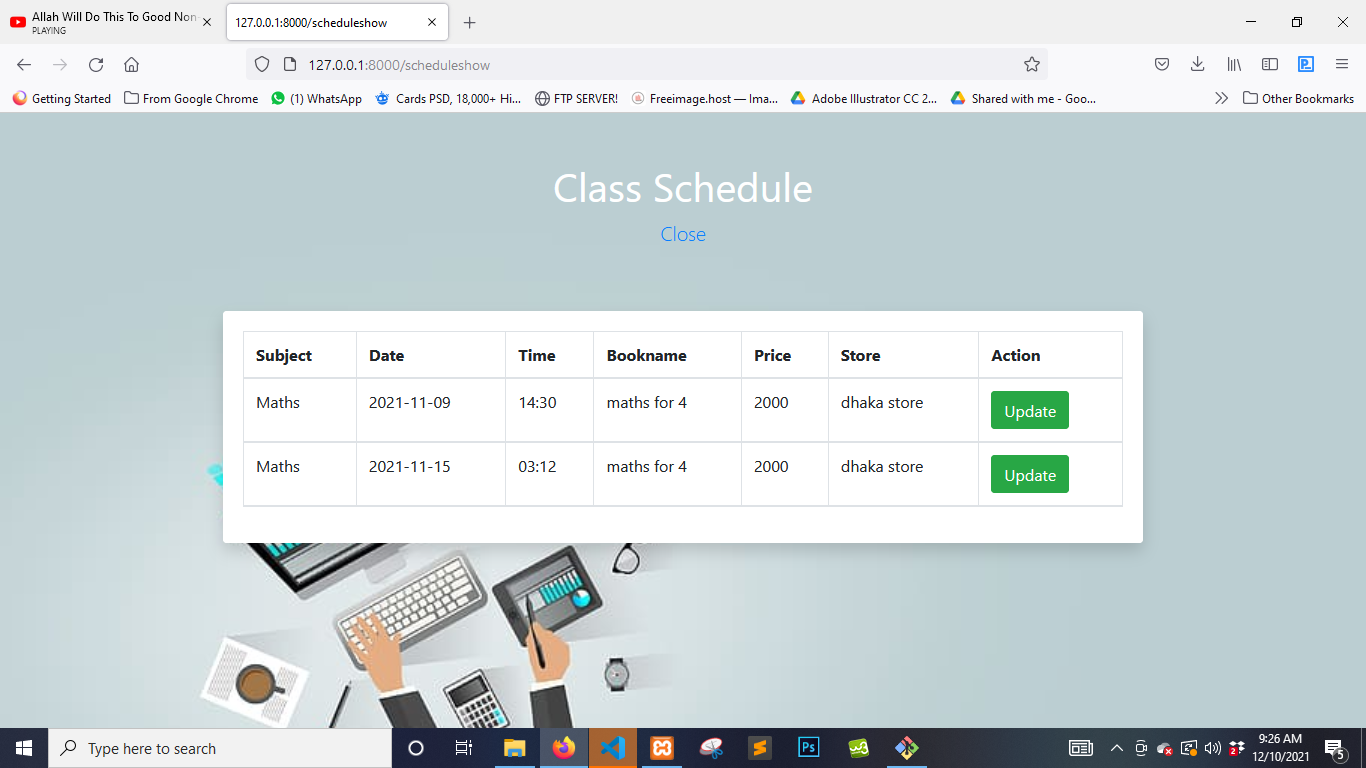 Allah Will Do This To Good Non
PLAYING
127.0.0.1:8000/scheduleshow
127.0.0.1:8000/scheduleshow
Getting Started From Google Chrome (1) WhatsApp Cards PSD, 18,000+ Hi... FTP SERVER! Freeimage.host — Ima... Adobe Illustrator CC 2... Shared with me - Goo... Other Bookmarks
Class Schedule
Close
Subject Date Time Bookname Price Store Action
Maths 2021-11-09 14:30 maths for 4 2000 dhaka store Update
Maths 2021-11-15 03:12 maths for 4 2000 dhaka store Update
Type here to search
Ps
9:26 AM
12/10/2021
5